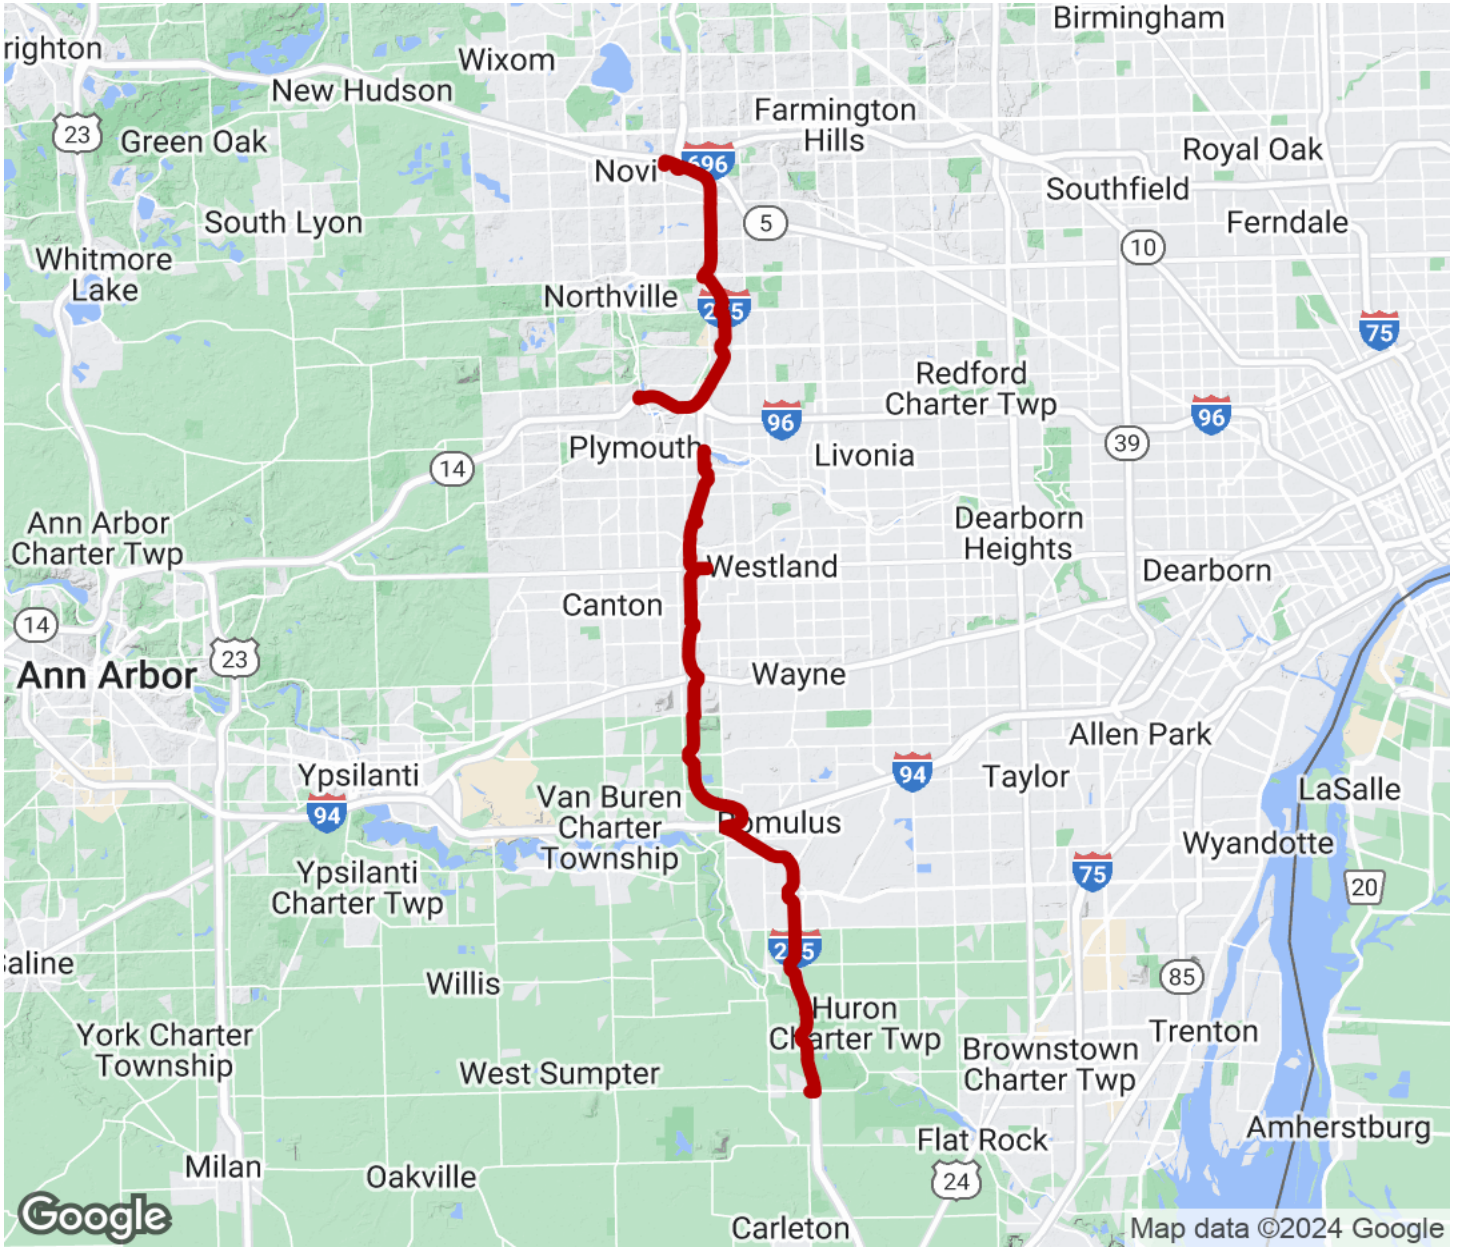 Birmingham
righton
Wixom
New Hudson
Farmington
Hills
23
Green Oak
Royal Oak
Novi
696
Southfield
South Lyon
5
Ferndale
10
Whitmore
Lake
Northville
75
Redford
Charter Twp
96
96
39
Plymouth
Livonia
14
Ann Arbor
Charter Twp
Dearborn
Heights
Westland
Dearborn
Canton
14
23
Ann Arbor
Wayne
Allen Park
Ypsilanti
94
Taylor
LaSalle
Van Buren
Charter
Township
94
Romulus
Wyandotte
Ypsilanti
Charter Twp
75
20
aline
Willis
85
Huron
Charter Twp
York Charter
Township
Trenton
Brownstown
Charter Twp
West Sumpter
Amherstburg
Flat Rock
Milan
Oakville
24
Google
Carleton
Map data ©2024 Google